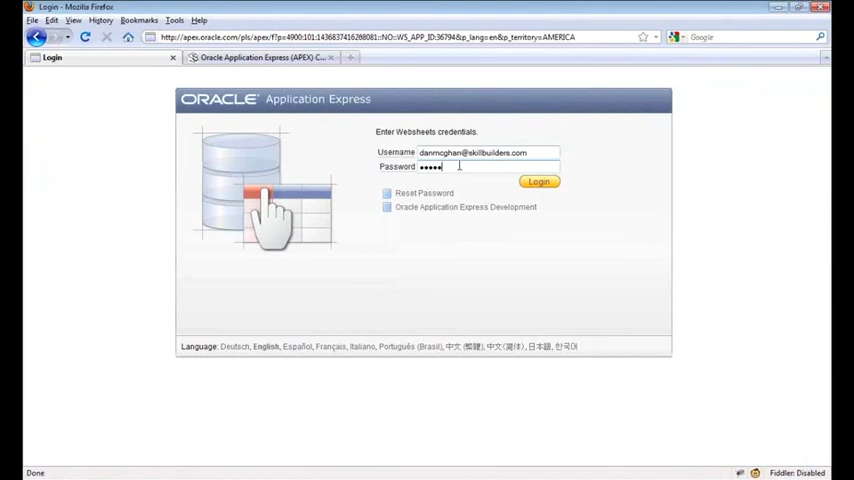 Login - Mozilla Firefox
File Edit View History Bookmarks Tools Help
http://apex.oracle.com/pls/apex/f?p=4900:101:1436837416268081::NO::WS_APP_ID:36794&p_lang=en&p_territory=AMERICA
Google
Login
Oracle Application Express (APEX) C...
ORACLE Application Express
Enter Websheets credentials.
Username danmcghan@skillbuilders.com
Password •••••
Login
Reset Password
Oracle Application Express Development
Language: Deutsch, English, Español, Français, Italiano, Português (Brasil), 中文 (繁體), 中文 (简体), 日本語, 한국어
Done
Fiddler: Disabled